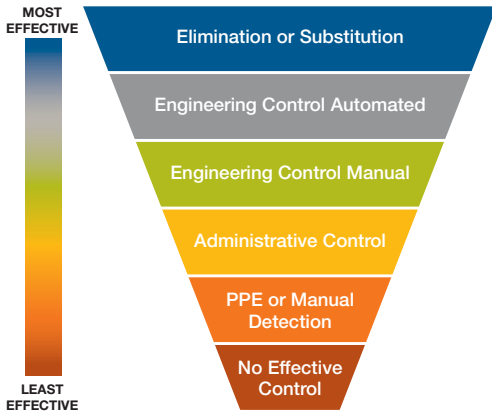 MOST
EFFECTIVE
Elimination or Substitution
Engineering Control Automated
Engineering Control Manual
Administrative Control
PPE or Manual
Detection
No Effective
Control
LEAST
EFFECTIVE